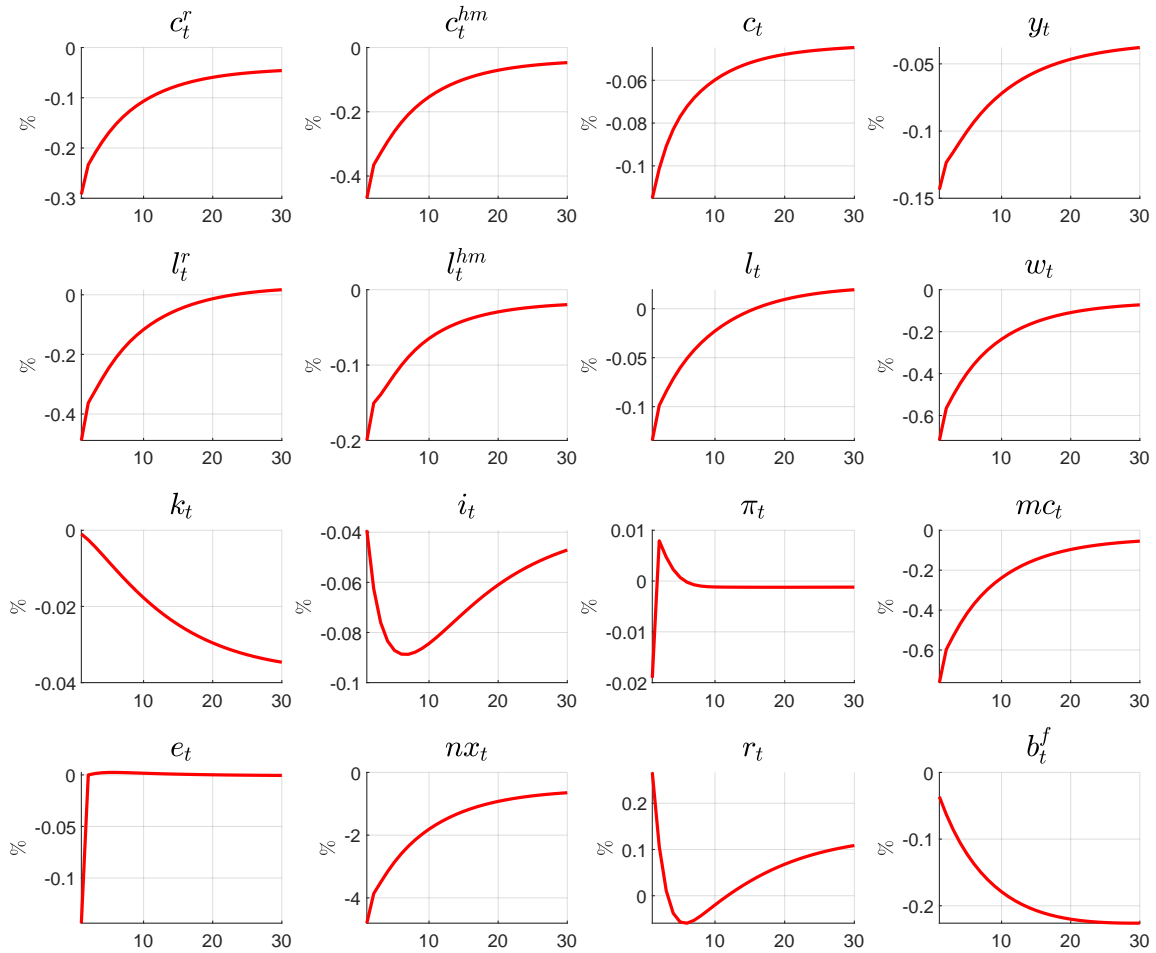 c_t^r c_t^{hm} c_t y_t
0 0 -0.06 -0.05
-0.1 -0.2 -0.08 -0.1
-0.2 -0.4 -0.1 -0.15
-0.3
% % % %
10 20 30 10 20 30 10 20 30 10 20 30
l_t^r l_t^{hm} l_t w_t
0 0 0 0
-0.2 -0.1 -0.05 -0.2
-0.4 -0.2 -0.1 -0.4
-0.6
% % % %
10 20 30 10 20 30 10 20 30 10 20 30
k_t i_t π_t mc_t
0 -0.04 0.01 0
-0.02 -0.06 0 -0.2
-0.04 -0.08 -0.01 -0.4
-0.1 -0.02 -0.6
% % % %
10 20 30 10 20 30 10 20 30 10 20 30
e_t nx_t r_t b_t^f
0 0 0.2 0
-0.05 -2 0.1 -0.1
-0.1 -4 0 -0.2
% % % %
10 20 30 10 20 30 10 20 30 10 20 30